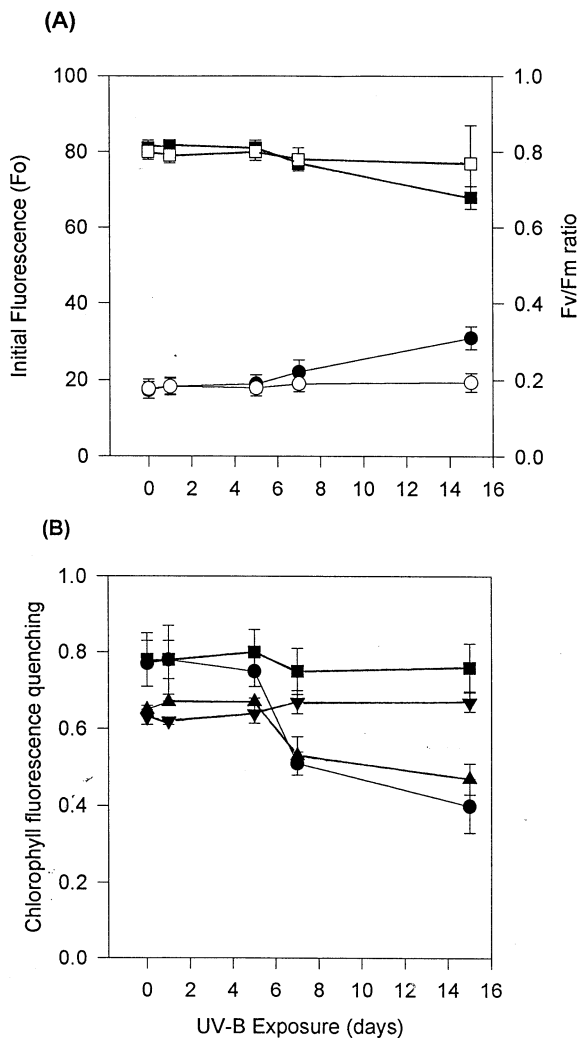 (A)
100
80
60
40
20
0
Initial Fluorescence (Fo)
1.0
0.8
0.6
0.4
0.2
0.0
Fv/Fm ratio
0 2 4 6 8 10 12 14 16
(B)
1.0
0.8
0.6
0.4
0.2
0.0
Chlorophyll fluorescence quenching
0 2 4 6 8 10 12 14 16
UV-B Exposure (days)